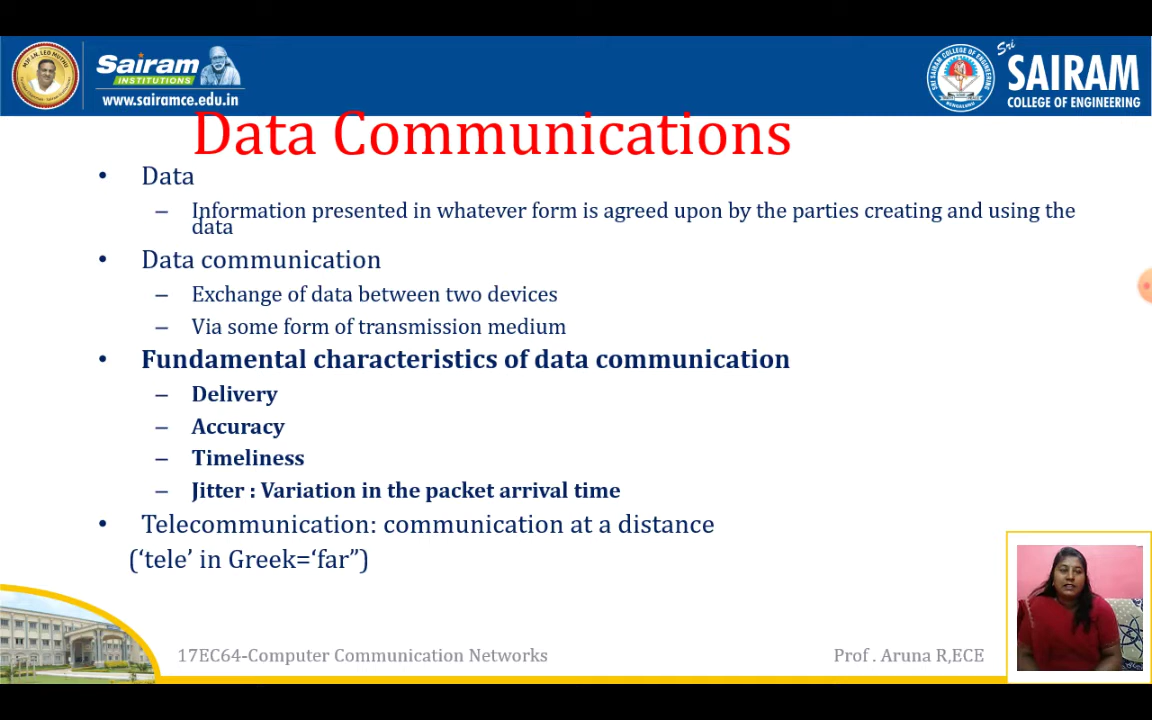 Sairam
INSTITUTIONS
www.sairamce.edu.in
Sri
SAIRAM
COLLEGE OF ENGINEERING
Data Communications
• Data
– Information presented in whatever form is agreed upon by the parties creating and using the
data
• Data communication
– Exchange of data between two devices
– Via some form of transmission medium
• Fundamental characteristics of data communication
– Delivery
– Accuracy
– Timeliness
– Jitter : Variation in the packet arrival time
• Telecommunication: communication at a distance
(‘tele’ in Greek=‘far”)
17EC64-Computer Communication Networks
Prof . Aruna R,ECE